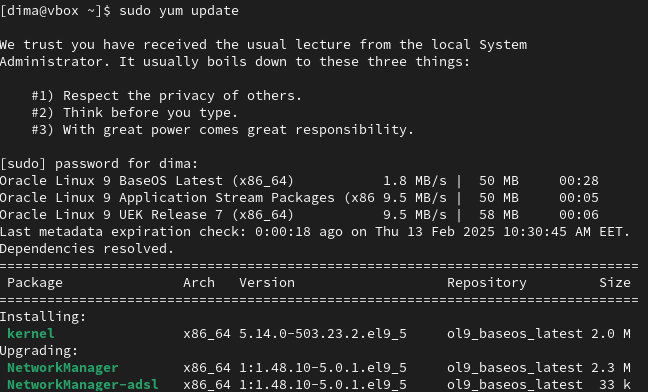 [dima@vbox ~]$ sudo yum update
We trust you have received the usual lecture from the local System
Administrator. It usually boils down to these three things:
#1) Respect the privacy of others.
#2) Think before you type.
#3) With great power comes great responsibility.
[sudo] password for dima:
Oracle Linux 9 BaseOS Latest (x86_64) 1.8 MB/s | 50 MB 00:28
Oracle Linux 9 Application Stream Packages (x86 9.5 MB/s | 50 MB 00:05
Oracle Linux 9 UEK Release 7 (x86_64) 9.5 MB/s | 58 MB 00:06
Last metadata expiration check: 0:00:18 ago on Thu 13 Feb 2025 10:30:45 AM EET.
Dependencies resolved.
================================================================================
Package Arch Version Repository Size
================================================================================
Installing:
kernel x86_64 5.14.0-503.23.2.el9_5 ol9_baseos_latest 2.0 M
Upgrading:
NetworkManager x86_64 1:1.48.10-5.0.1.el9_5 ol9_baseos_latest 2.3 M
NetworkManager-adsl x86_64 1:1.48.10-5.0.1.el9_5 ol9_baseos_latest 33 k